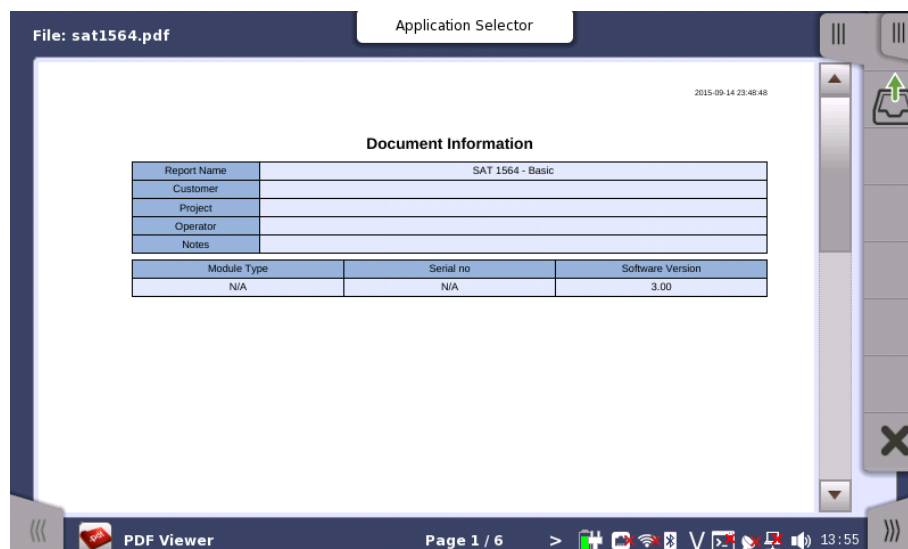 File: sat1564.pdf
Application Selector
2015-09-14 23:48:48
Document Information
Report Name SAT 1564 - Basic
Customer
Project
Operator
Notes
Module Type Serial no Software Version
N/A N/A 3.00
.pdf PDF Viewer Page 1 / 6 > 13:55